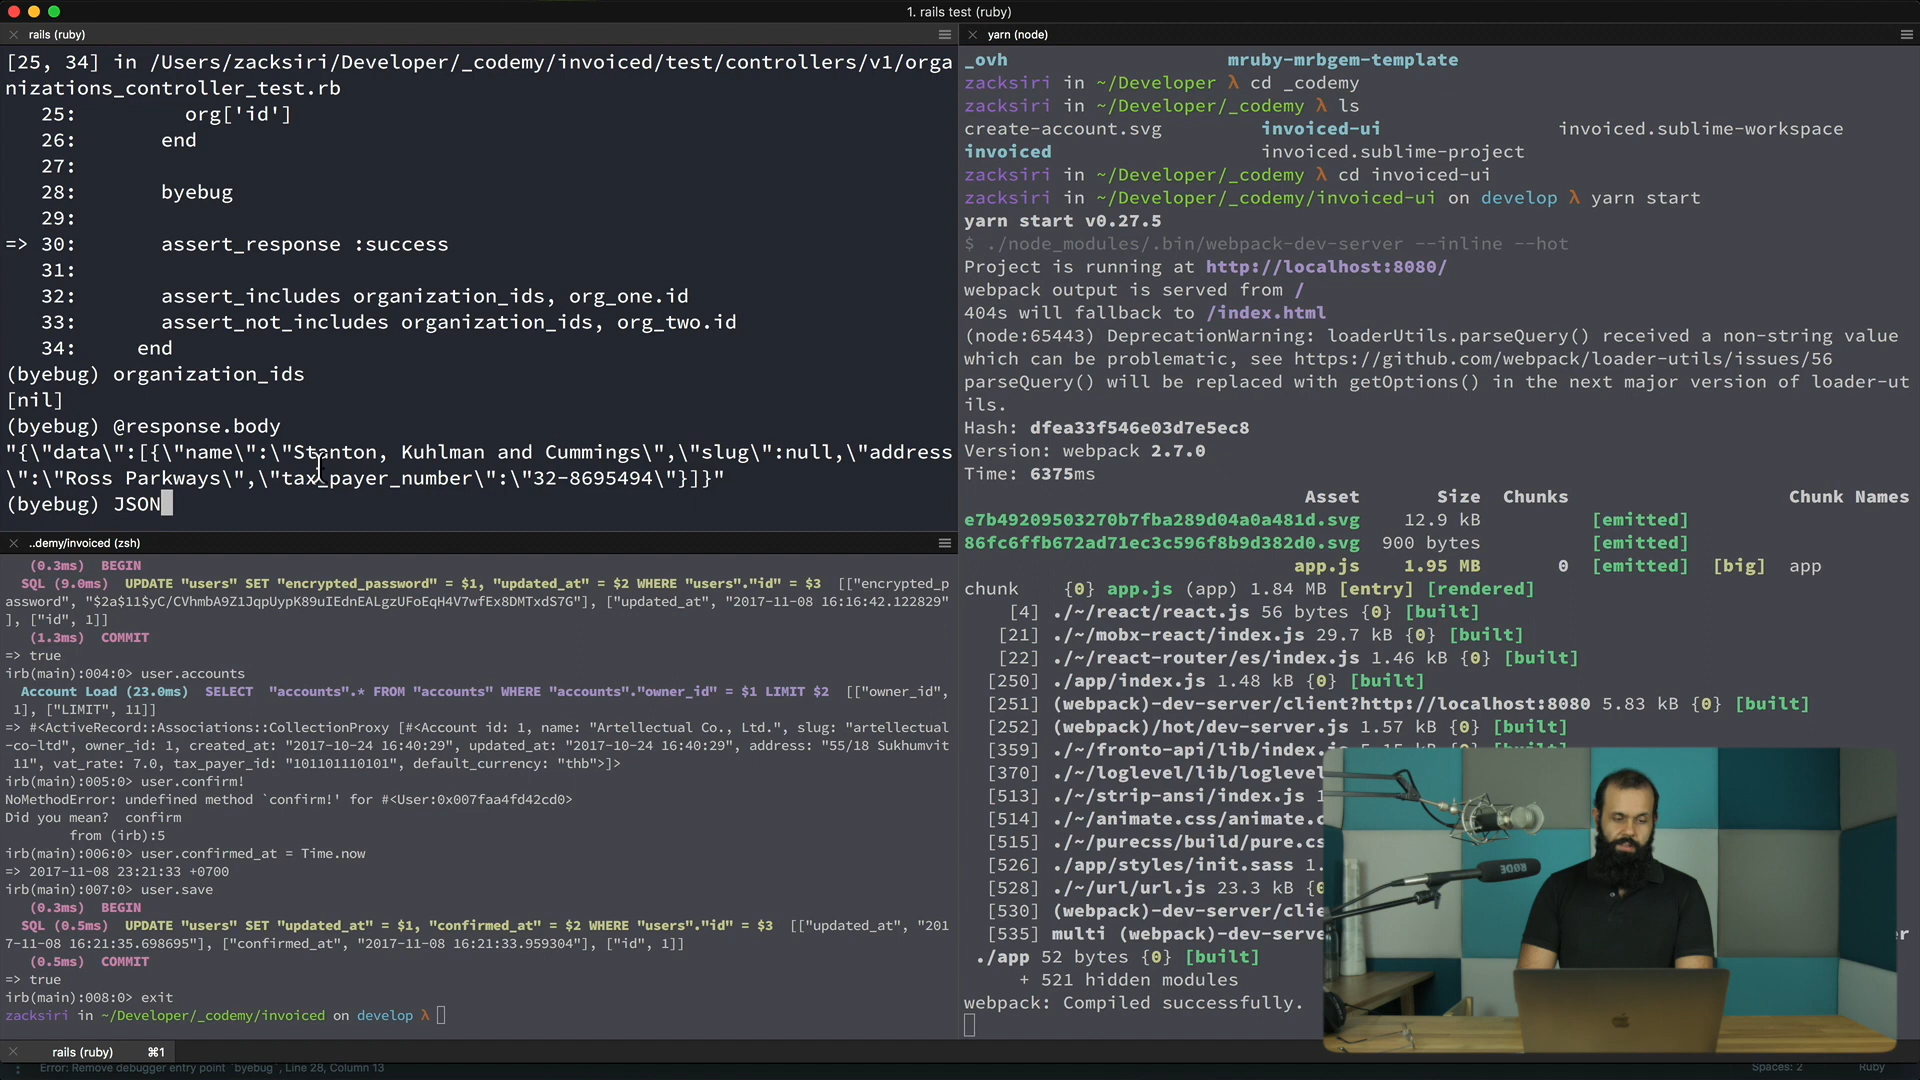 1. rails test (ruby)
rails (ruby)
[25, 34] in /Users/zacksiri/Developer/_codemy/invoiced/test/controllers/v1/orga
nizations_controller_test.rb
25: org['id']
26: end
27:
28: byebug
29:
=> 30: assert_response :success
31:
32: assert_includes organization_ids, org_one.id
33: assert_not_includes organization_ids, org_two.id
34: end
(byebug) organization_ids
[nil]
(byebug) @response.body
"{\"data\":[{\"name\":\"Stanton, Kuhlman and Cummings\",\"slug\":null,\"address
\":\"Ross Parkways\",\"tax_payer_number\":\"32-8695494\"}]}"
(byebug) JSON
..demy/invoiced (zsh)
(0.3ms) BEGIN
SQL (9.0ms) UPDATE "users" SET "encrypted_password" = $1, "updated_at" = $2 WHERE "users"."id" = $3 [["encrypted_p
assword", "$2a$11$yC/CVhmbA9Z1JqpUypK89uIEdnEALgzUFoEqH4V7wfEx8DMTxdS7G"], ["updated_at", "2017-11-08 16:16:42.122829"
], ["id", 1]]
(1.3ms) COMMIT
=> true
irb(main):004:0> user.accounts
Account Load (23.0ms) SELECT "accounts".* FROM "accounts" WHERE "accounts"."owner_id" = $1 LIMIT $2 [["owner_id",
1], ["LIMIT", 11]]
=> #<ActiveRecord::Associations::CollectionProxy [#<Account id: 1, name: "Artellectual Co., Ltd.", slug: "artellectual
-co-ltd", owner_id: 1, created_at: "2017-10-24 16:40:29", updated_at: "2017-10-24 16:40:29", address: "55/18 Sukhumvit
11", vat_rate: 7.0, tax_payer_id: "101101110101", default_currency: "thb">]>
irb(main):005:0> user.confirm!
NoMethodError: undefined method `confirm!' for #<User:0x007faa4fd42cd0>
Did you mean? confirm
from (irb):5
irb(main):006:0> user.confirmed_at = Time.now
=> 2017-11-08 23:21:33 +0700
irb(main):007:0> user.save
(0.3ms) BEGIN
SQL (0.5ms) UPDATE "users" SET "updated_at" = $1, "confirmed_at" = $2 WHERE "users"."id" = $3 [["updated_at", "201
7-11-08 16:21:35.698695"], ["confirmed_at", "2017-11-08 16:21:33.959304"], ["id", 1]]
(0.5ms) COMMIT
=> true
irb(main):008:0> exit
zacksiri in ~/Developer/_codemy/invoiced on develop λ
yarn (node)
_ovh mruby-mrbgem-template
zacksiri in ~/Developer λ cd _codemy
zacksiri in ~/Developer/_codemy λ ls
create-account.svg invoiced-ui invoiced.sublime-workspace
invoiced invoiced.sublime-project
zacksiri in ~/Developer/_codemy λ cd invoiced-ui
zacksiri in ~/Developer/_codemy/invoiced-ui on develop λ yarn start
yarn start v0.27.5
$ ./node_modules/.bin/webpack-dev-server --inline --hot
Project is running at http://localhost:8080/
webpack output is served from /
404s will fallback to /index.html
(node:65443) DeprecationWarning: loaderUtils.parseQuery() received a non-string value
which can be problematic, see https://github.com/webpack/loader-utils/issues/56
parseQuery() will be replaced with getOptions() in the next major version of loader-ut
ils.
Hash: dfea33f546e03d7e5ec8
Version: webpack 2.7.0
Time: 6375ms
Asset Size Chunks Chunk Names
e7b49209503270b7fba289d04a0a481d.svg 12.9 kB [emitted]
86fc6ffb672ad71ec3c596f8b9d382d0.svg 900 bytes [emitted]
app.js 1.95 MB 0 [emitted] [big] app
chunk {0} app.js (app) 1.84 MB [entry] [rendered]
[4] ./~/react/react.js 56 bytes {0} [built]
[21] ./~/mobx-react/index.js 29.7 kB {0} [built]
[22] ./~/react-router/es/index.js 1.46 kB {0} [built]
[250] ./app/index.js 1.48 kB {0} [built]
[251] (webpack)-dev-server/client?http://localhost:8080 5.83 kB {0} [built]
[252] (webpack)/hot/dev-server.js 1.57 kB {0} [built]
[359] ./~/fronto-api/lib/index.js
[370] ./~/loglevel/lib/loglevel
[513] ./~/strip-ansi/index.js 1
[514] ./~/animate.css/animate.c
[515] ./~/purecss/build/pure.cs
[526] ./app/styles/init.sass 1.
[528] ./~/url/url.js 23.3 kB {0
[530] (webpack)-dev-server/clie
[535] multi (webpack)-dev-serve er
./app 52 bytes {0} [built]
+ 521 hidden modules
webpack: Compiled successfully.
RØDE
rails (ruby) ⌘1
Error: Remove debugger entry point `byebug`, Line 28, Column 13
Spaces: 2 Ruby